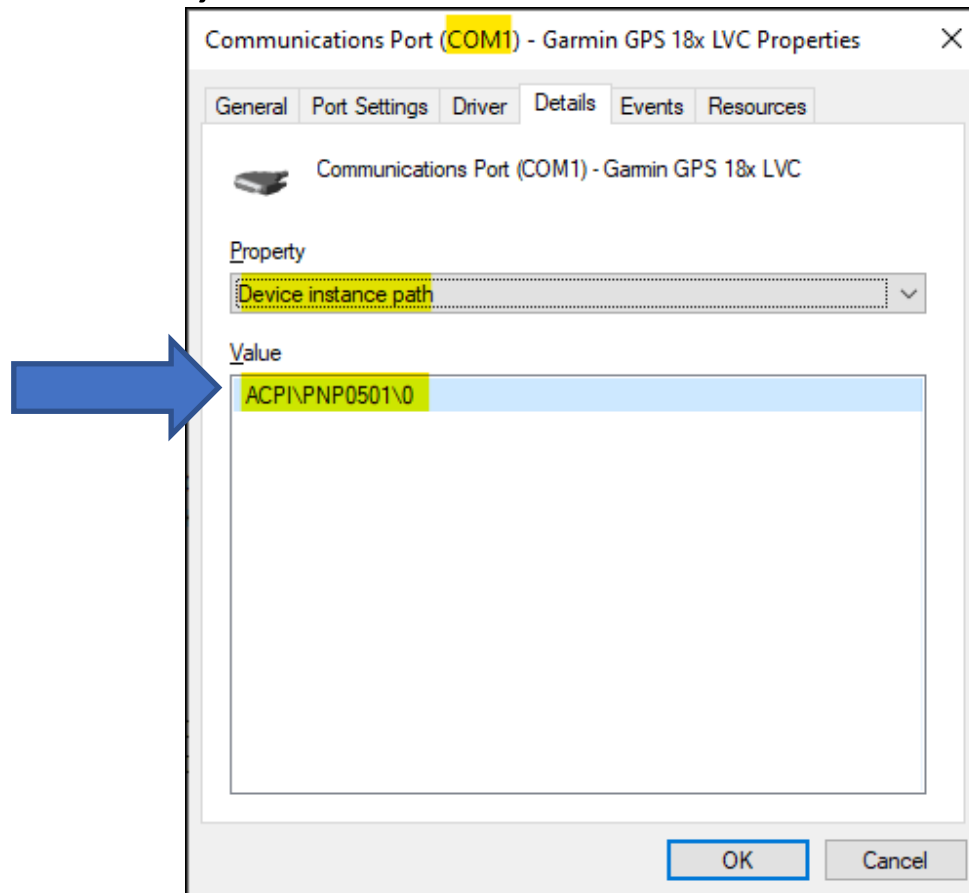 Communications Port (COM1) - Garmin GPS 18x LVC Properties
General Port Settings Driver Details Events Resources
Communications Port (COM1) - Garmin GPS 18x LVC
Property
Device instance path
Value
ACPI\PNP0501\0
OK Cancel